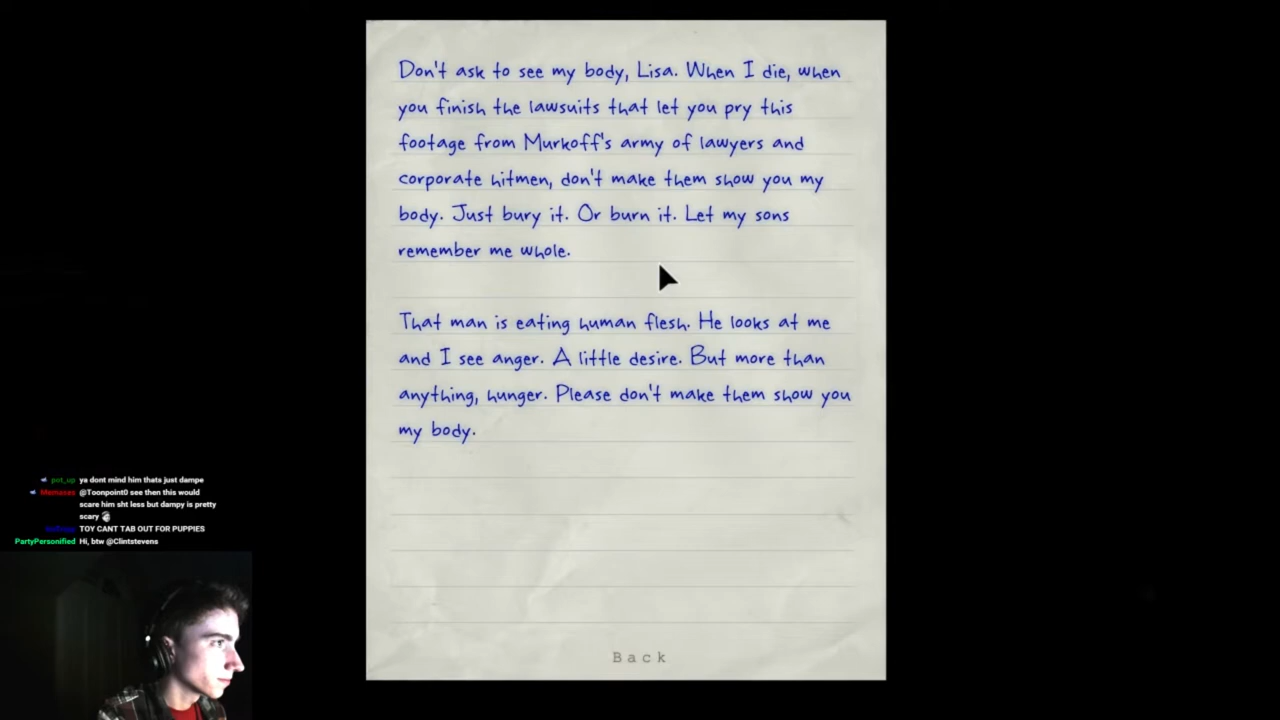 Don't ask to see my body, Lisa. When I die, when
you finish the lawsuits that let you pry this
footage from Murkoff's army of lawyers and
corporate hitmen, don't make them show you my
body. Just bury it. Or burn it. Let my sons
remember me whole.
That man is eating human flesh. He looks at me
and I see anger. A little desire. But more than
anything, hunger. Please don't make them show you
my body.
Back
pot_up ya dont mind him thats just dampe
@Toonpoint0 see then this would
scare him sht less but dampy is pretty
scary
TOY CANT TAB OUT FOR PUPPIES
PartyPersonified Hi, btw @Clintstevens